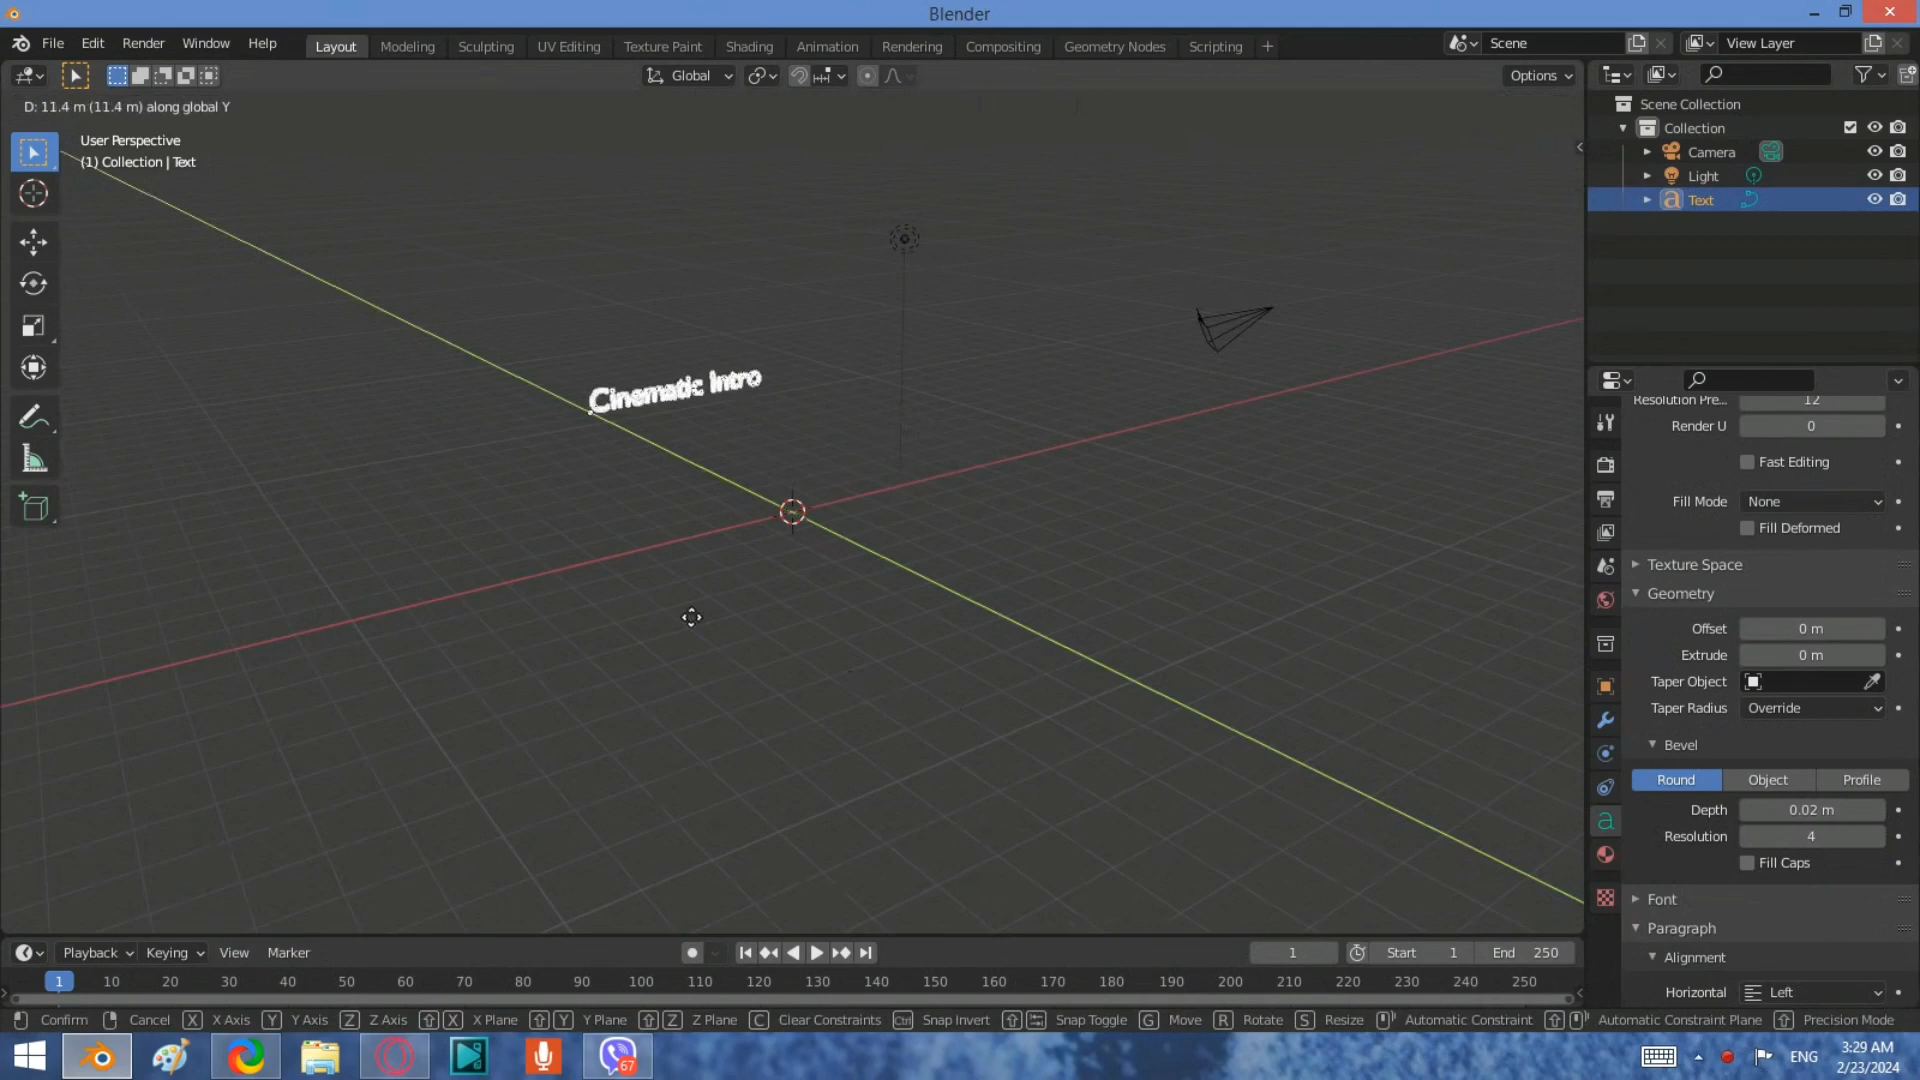 Blender
File Edit Render Window Help Layout Modeling Sculpting UV Editing Texture Paint Shading Animation Rendering Compositing Geometry Nodes Scripting + Scene View Layer
Global Options
D: 11.4 m (11.4 m) along global Y
User Perspective
(1) Collection | Text
Cinematic Intro
Scene Collection
Collection
Camera
Light
Text
Resolution Pre... 12
Render U 0
Fast Editing
Fill Mode None
Fill Deformed
Texture Space
Geometry
Offset 0 m
Extrude 0 m
Taper Object
Taper Radius Override
Bevel
Round Object Profile
Depth 0.02 m
Resolution 4
Fill Caps
Font
Paragraph
Alignment
Horizontal Left
Playback Keying View Marker 1 Start 1 End 250
1 10 20 30 40 50 60 70 80 90 100 110 120 130 140 150 160 170 180 190 200 210 220 230 240 250
Confirm Cancel X X Axis Y Y Axis Z Z Axis X X Plane Y Y Plane Z Z Plane C Clear Constraints Ctrl Snap Invert Snap Toggle G Move R Rotate S Resize Automatic Constraint Automatic Constraint Plane Precision Mode
67 ENG 3:29 AM
2/23/2024